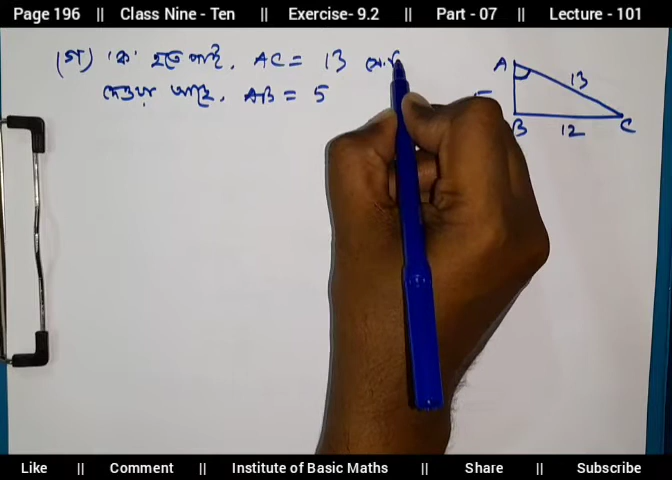 Page 196 || Class Nine - Ten || Exercise- 9.2 || Part - 07 || Lecture - 101
(গ) 'ক' হতে পাই, AC = 13 সে.
দেওয়া আছে, AB = 5
A
13
B
12
C
Like || Comment || Institute of Basic Maths || Share || Subscribe